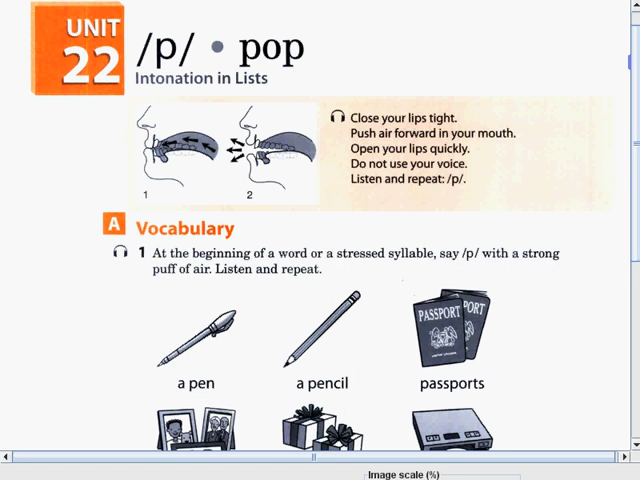 UNIT
22
/p/ • pop
Intonation in Lists
Close your lips tight.
Push air forward in your mouth.
Open your lips quickly.
Do not use your voice.
Listen and repeat: /p/.
1
2
A Vocabulary
1 At the beginning of a word or a stressed syllable, say /p/ with a strong
puff of air. Listen and repeat.
PASSPORT
PORT
a pen
a pencil
passports
Image scale (%)